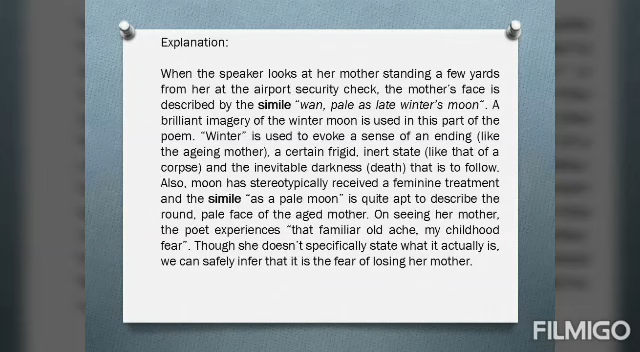 Explanation:
When the speaker looks at her mother standing a few yards
from her at the airport security check, the mother's face is
described by the simile "wan, pale as late winter's moon". A
brilliant imagery of the winter moon is used in this part of the
poem. "Winter" is used to evoke a sense of an ending (like
the ageing mother), a certain frigid, inert state (like that of a
corpse) and the inevitable darkness (death) that is to follow.
Also, moon has stereotypically received a feminine treatment
and the simile "as a pale moon" is quite apt to describe the
round, pale face of the aged mother. On seeing her mother,
the poet experiences "that familiar old ache, my childhood
fear". Though she doesn't specifically state what it actually is,
we can safely infer that it is the fear of losing her mother.
FILMIGO